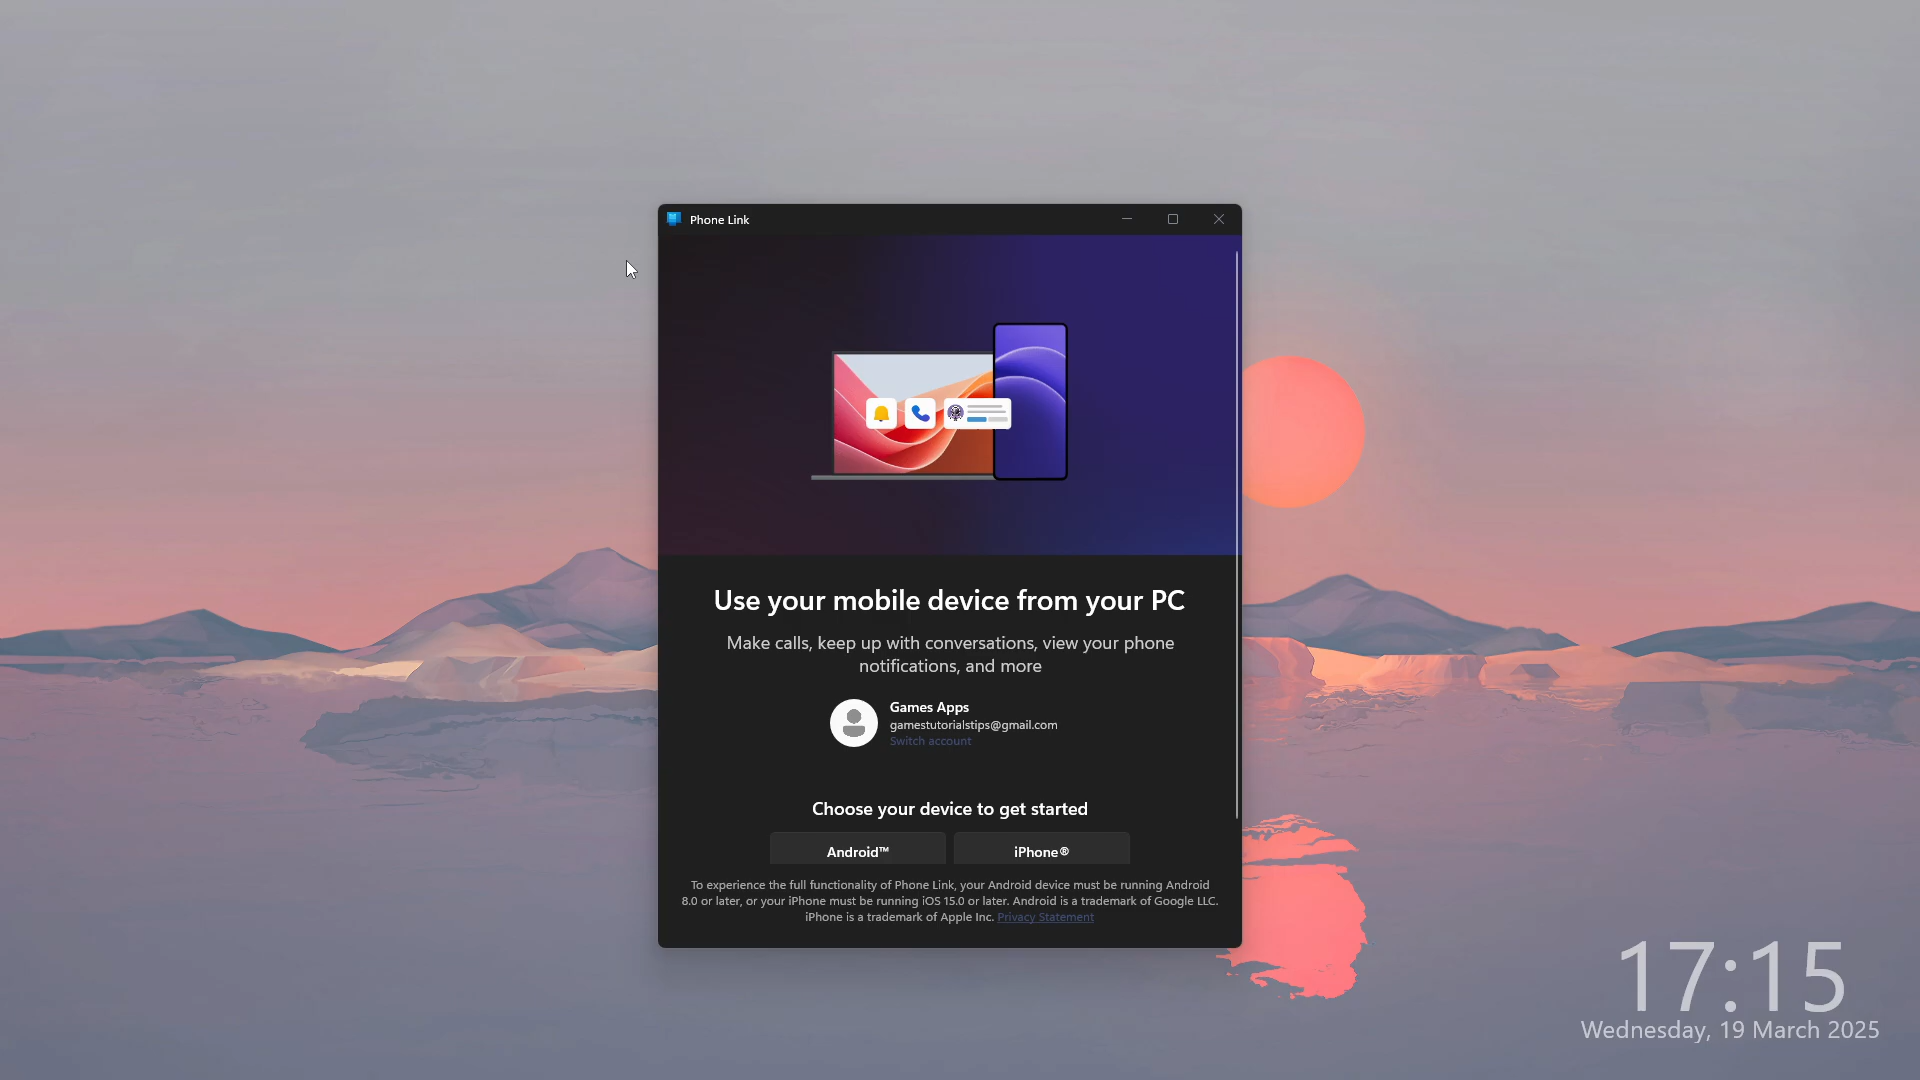 Phone Link
Use your mobile device from your PC
Make calls, keep up with conversations, view your phone
notifications, and more
Games Apps
gamestutorialstips@gmail.com
Switch account
Choose your device to get started
Android™
iPhone®
To experience the full functionality of Phone Link, your Android device must be running Android
8.0 or later, or your iPhone must be running iOS 15.0 or later. Android is a trademark of Google LLC.
iPhone is a trademark of Apple Inc. Privacy Statement
17:15
Wednesday, 19 March 2025